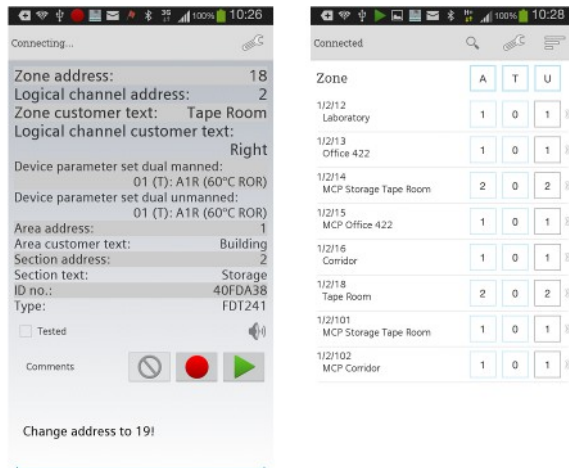 3G 100% 10:26
Connecting...
Zone address: 18
Logical channel address: 2
Zone customer text: Tape Room
Logical channel customer text:
Right
Device parameter set dual manned:
01 (T): A1R (60°C ROR)
Device parameter set dual unmanned:
01 (T): A1R (60°C ROR)
Area address: 1
Area customer text: Building
Section address: 2
Section text: Storage
ID no.: 40FDA38
Type: FDT241
Tested
Comments
Change address to 19!
H+ 100% 10:28
Connected
Zone A T U
1/2/12
Laboratory 1 0 1
1/2/13
Office 422 1 0 1
1/2/14
MCP Storage Tape Room 2 0 2
1/2/15
MCP Office 422 1 0 1
1/2/16
Corridor 1 0 1
1/2/18
Tape Room 2 0 2
1/2/101
MCP Storage Tape Room 1 0 1
1/2/102
MCP Corridor 1 0 1